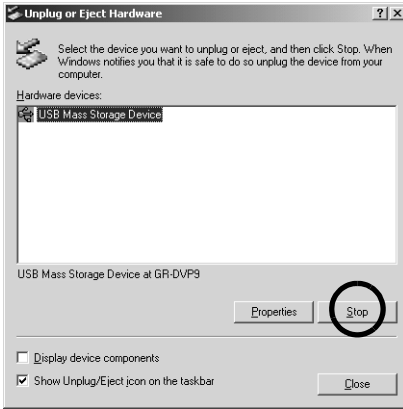 Unplug or Eject Hardware
Select the device you want to unplug or eject, and then click Stop. When
Windows notifies you that it is safe to do so unplug the device from your
computer.
Hardware devices:
USB Mass Storage Device
USB Mass Storage Device at GR-DVP9
Properties
Stop
Display device components
Show Unplug/Eject icon on the taskbar
Close